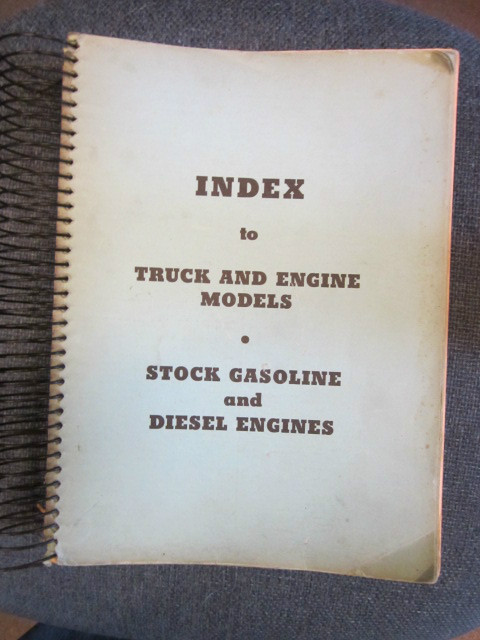 INDEX
to
TRUCK AND ENGINE
MODELS
•
STOCK GASOLINE
and
DIESEL ENGINES